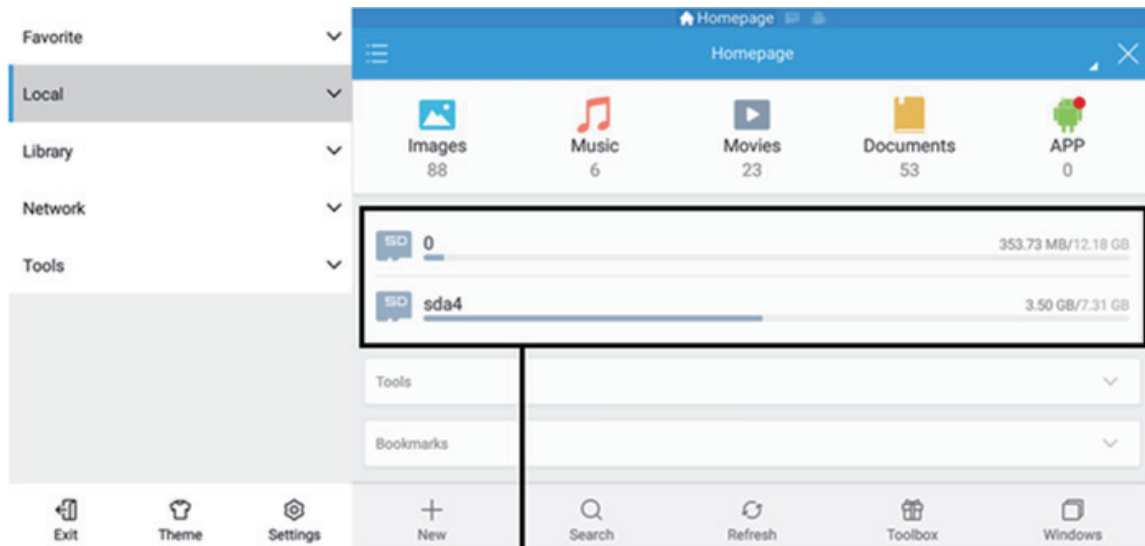 Favorite
Local
Library
Network
Tools
Exit
Theme
Settings
Homepage
Homepage
Images
88
Music
6
Movies
23
Documents
53
APP
0
SD
0
353.73 MB/12.18 GB
SD
sda4
3.50 GB/7.31 GB
Tools
Bookmarks
New
Search
Refresh
Toolbox
Windows